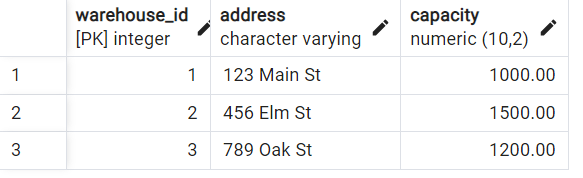 warehouse_id address capacity
[PK] integer character varying numeric (10,2)
1 1 123 Main St 1000.00
2 2 456 Elm St 1500.00
3 3 789 Oak St 1200.00